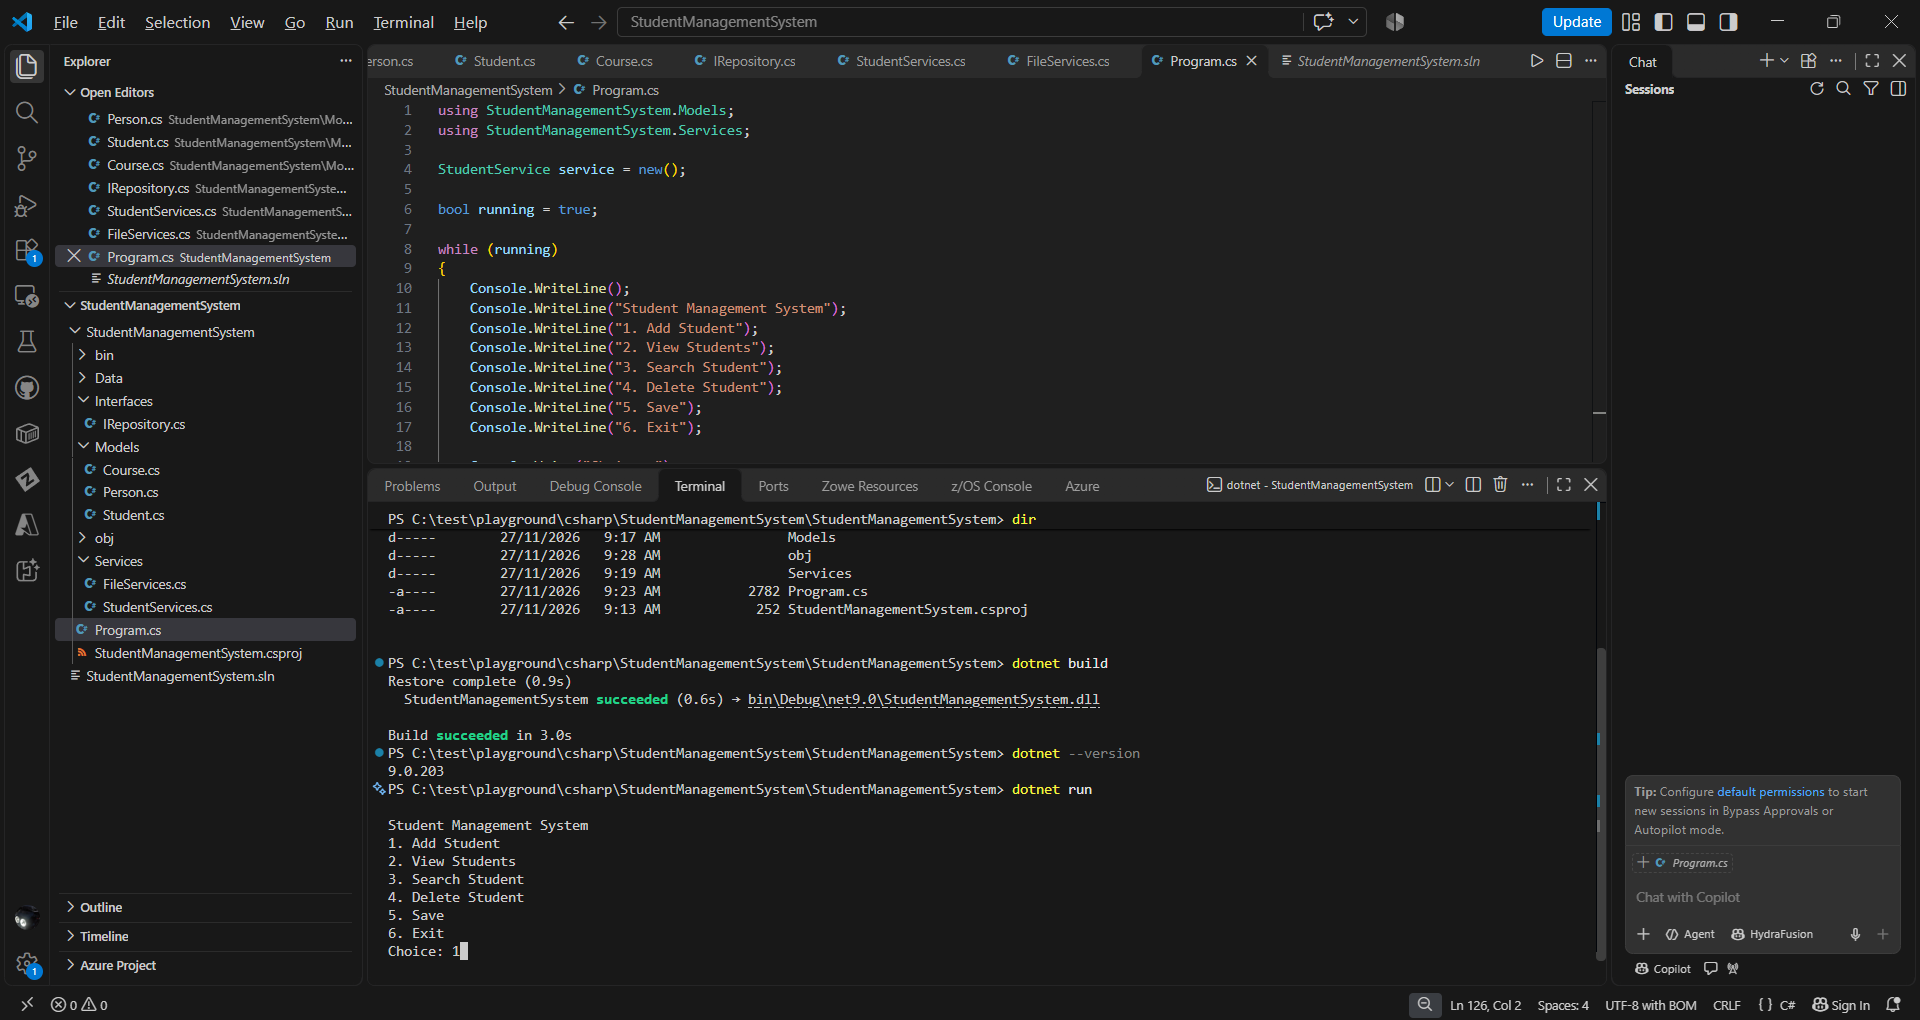 File Edit Selection View Go Run Terminal Help
StudentManagementSystem
Update
Explorer
Open Editors
Person.cs StudentManagementSystem\Mo...
Student.cs StudentManagementSystem\M...
Course.cs StudentManagementSystem\Mo...
IRepository.cs StudentManagementSyste...
StudentServices.cs StudentManagementS...
FileServices.cs StudentManagementSyste...
Program.cs StudentManagementSystem
StudentManagementSystem.sln
StudentManagementSystem
StudentManagementSystem
bin
Data
Interfaces
IRepository.cs
Models
Course.cs
Person.cs
Student.cs
obj
Services
FileServices.cs
StudentServices.cs
Program.cs
StudentManagementSystem.csproj
StudentManagementSystem.sln
Outline
Timeline
Azure Project
1
1
erson.cs Student.cs Course.cs IRepository.cs StudentServices.cs FileServices.cs Program.cs StudentManagementSystem.sln
StudentManagementSystem > Program.cs
1 using StudentManagementSystem.Models;
2 using StudentManagementSystem.Services;
3
4 StudentService service = new();
5
6 bool running = true;
7
8 while (running)
9 {
10 Console.WriteLine();
11 Console.WriteLine("Student Management System");
12 Console.WriteLine("1. Add Student");
13 Console.WriteLine("2. View Students");
14 Console.WriteLine("3. Search Student");
15 Console.WriteLine("4. Delete Student");
16 Console.WriteLine("5. Save");
17 Console.WriteLine("6. Exit");
18
Problems Output Debug Console Terminal Ports Zowe Resources z/OS Console Azure
dotnet - StudentManagementSystem
PS C:\test\playground\csharp\StudentManagementSystem\StudentManagementSystem> dir
d----- 27/11/2026 9:17 AM Models
d----- 27/11/2026 9:28 AM obj
d----- 27/11/2026 9:19 AM Services
-a---- 27/11/2026 9:23 AM 2782 Program.cs
-a---- 27/11/2026 9:13 AM 252 StudentManagementSystem.csproj
PS C:\test\playground\csharp\StudentManagementSystem\StudentManagementSystem> dotnet build
Restore complete (0.9s)
StudentManagementSystem succeeded (0.6s) → bin\Debug\net9.0\StudentManagementSystem.dll
Build succeeded in 3.0s
PS C:\test\playground\csharp\StudentManagementSystem\StudentManagementSystem> dotnet --version
9.0.203
PS C:\test\playground\csharp\StudentManagementSystem\StudentManagementSystem> dotnet run
Student Management System
1. Add Student
2. View Students
3. Search Student
4. Delete Student
5. Save
6. Exit
Choice: 1
Chat
Sessions
Tip: Configure default permissions to start
new sessions in Bypass Approvals or
Autopilot mode.
Program.cs
Chat with Copilot
Agent HydraFusion
Copilot
0 0
Ln 126, Col 2 Spaces: 4 UTF-8 with BOM CRLF {} C# Sign In